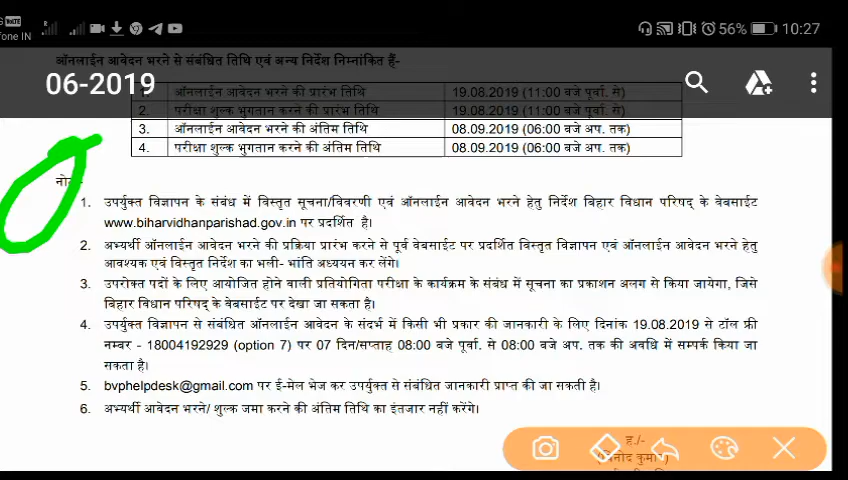 56% 10:27
fone IN
ऑनलाईन आवेदन भरने से संबंधित तिथि एवं अन्य निर्देश निम्नांकित हैं-
06-2019
1. ऑनलाईन आवेदन भरने की प्रारंभ तिथि 19.08.2019 (11:00 बजे पूर्वा. से)
2. परीक्षा शुल्क भुगतान करने की प्रारंभ तिथि 19.08.2019 (11:00 बजे पूर्वा. से)
3. ऑनलाईन आवेदन भरने की अंतिम तिथि 08.09.2019 (06:00 बजे अप. तक)
4. परीक्षा शुल्क भुगतान करने की अंतिम तिथि 08.09.2019 (06:00 बजे अप. तक)
नोट-
1. उपर्युक्त विज्ञापन के संबंध में विस्तृत सूचना/विवरणी एवं ऑनलाईन आवेदन भरने हेतु निर्देश बिहार विधान परिषद् के वेबसाईट
www.biharvidhanparishad.gov.in पर प्रदर्शित है।
2. अभ्यर्थी ऑनलाईन आवेदन भरने की प्रक्रिया प्रारंभ करने से पूर्व वेबसाईट पर प्रदर्शित विस्तृत विज्ञापन एवं ऑनलाईन आवेदन भरने हेतु
आवश्यक एवं विस्तृत निर्देश का भली- भांति अध्ययन कर लेंगे।
3. उपरोक्त पदों के लिए आयोजित होने वाली प्रतियोगिता परीक्षा के कार्यक्रम के संबंध में सूचना का प्रकाशन अलग से किया जायेगा, जिसे
बिहार विधान परिषद् के वेबसाईट पर देखा जा सकता है।
4. उपर्युक्त विज्ञापन से संबंधित ऑनलाईन आवेदन के संदर्भ में किसी भी प्रकार की जानकारी के लिए दिनांक 19.08.2019 से टॉल फ्री
नम्बर - 18004192929 (option 7) पर 07 दिन/सप्ताह 08:00 बजे पूर्वा. से 08:00 बजे अप. तक की अवधि में सम्पर्क किया जा
सकता है।
5. bvphelpdesk@gmail.com पर ई-मेल भेज कर उपर्युक्त से संबंधित जानकारी प्राप्त की जा सकती है।
6. अभ्यर्थी आवेदन भरने/ शुल्क जमा करने की अंतिम तिथि का इंतजार नहीं करेंगे।
ह./-
(विनोद कुमार)